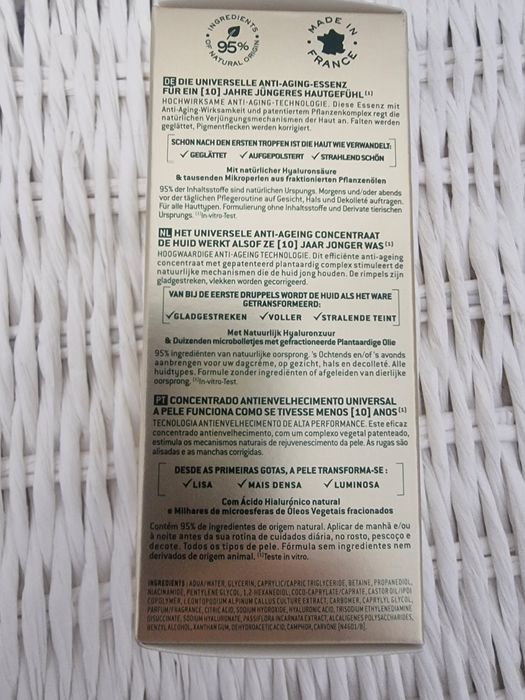 INGREDIENTS
95%
OF NATURAL ORIGIN
MADE IN
FRANCE
DE DIE UNIVERSELLE ANTI-AGING-ESSENZ
FÜR EIN [10] JAHRE JÜNGERES HAUTGEFÜHL(1)
HOCHWIRKSAME ANTI-AGING-TECHNOLOGIE. Diese Essenz mit
Anti-Aging-Wirksamkeit und patentiertem Pflanzenkomplex regt die
natürlichen Verjüngungsmechanismen der Haut an. Falten werden
geglättet, Pigmentflecken werden korrigiert.
SCHON NACH DEN ERSTEN TROPFEN IST DIE HAUT WIE VERWANDELT:
✓ GEGLÄTTET ✓ AUFGEPOLSTERT ✓ STRAHLEND SCHÖN
Mit natürlicher Hyaluronsäure
& tausenden Mikroperlen aus fraktionierten Pflanzenölen
95% der Inhaltsstoffe sind natürlichen Urspungs. Morgens und/oder abends
vor der täglichen Pflegeroutine auf Gesicht, Hals und Dekolleté auftragen.
Für alle Hauttypen. Formulierung ohne Inhaltsstoffe und Derivate tierischen
Ursprungs. (1)In-vitro-Test.
NL HET UNIVERSELE ANTI-AGEING CONCENTRAAT
DE HUID WERKT ALSOF ZE [10] JAAR JONGER WAS(1)
HOOGWAARDIGE ANTI-AGEING TECHNOLOGIE. Dit efficiënte anti-ageing
concentraat met gepatenteerd plantaardig complex stimuleert de
natuurlijke mechanismen die de huid jong houden. De rimpels zijn
gladgestreken, vlekken worden gecorrigeerd.
VAN BIJ DE EERSTE DRUPPELS WORDT DE HUID ALS HET WARE
GETRANSFORMEERD:
✓ GLADGESTREKEN ✓ VOLLER ✓ STRALENDE TEINT
Met Natuurlijk Hyaluronzuur
& Duizenden microbolletjes met gefractioneerde Plantaardige Olie
95% ingrediënten van natuurlijke oorsprong. 's Ochtends en/of 's avonds
aanbrengen voor uw dagcrème, op gezicht, hals en decolleté. Alle
huidtypes. Formule zonder ingrediënten of afgeleiden van dierlijke
oorsprong. (1)In-vitro-Test.
PT CONCENTRADO ANTIENVELHECIMENTO UNIVERSAL
A PELE FUNCIONA COMO SE TIVESSE MENOS [10] ANOS(1)
TECNOLOGIA ANTIENVELHECIMENTO DE ALTA PERFORMANCE. Este eficaz
concentrado antienvelhecimento, com um complexo vegetal patenteado,
estimula os mecanismos naturais de rejuvenescimento da pele. As rugas são
alisadas e as manchas corrigidas.
DESDE AS PRIMEIRAS GOTAS, A PELE TRANSFORMA-SE :
✓ LISA ✓ MAIS DENSA ✓ LUMINOSA
Com Ácido Hialurónico natural
e Milhares de microesferas de Óleos Vegetais fracionados
Contém 95% de ingredientes de origem natural. Aplicar de manhã e/ou
à noite antes da sua rotina de cuidados diária, no rosto, pescoço e
decote. Todos os tipos de pele. Fórmula sem ingredientes nem
derivados de origem animal. (1)Teste in vitro.
INGREDIENTS : AQUA/WATER, GLYCERIN, CAPRYLIC/CAPRIC TRIGLYCERIDE, BETAINE, PROPANEDIOL,
NIACINAMIDE, PENTYLENE GLYCOL, 1,2-HEXANEDIOL, COCO-CAPRYLATE/CAPRATE, CASTOR OIL/IPDI
COPOLYMER, LEONTOPODIUM ALPINUM CALLUS CULTURE EXTRACT, CARBOMER, CAPRYLYL GLYCOL,
PARFUM/FRAGRANCE, CITRIC ACID, SODIUM HYDROXIDE, HYALURONIC ACID, TRISODIUM ETHYLENEDIAMINE
DISUCCINATE, SODIUM HYALURONATE, PASSIFLORA INCARNATA EXTRACT, ALCALIGENES POLYSACCHARIDES,
BENZYL ALCOHOL, XANTHAN GUM, DEHYDROACETIC ACID, CAMPHOR, CARVONE [N4601/B].